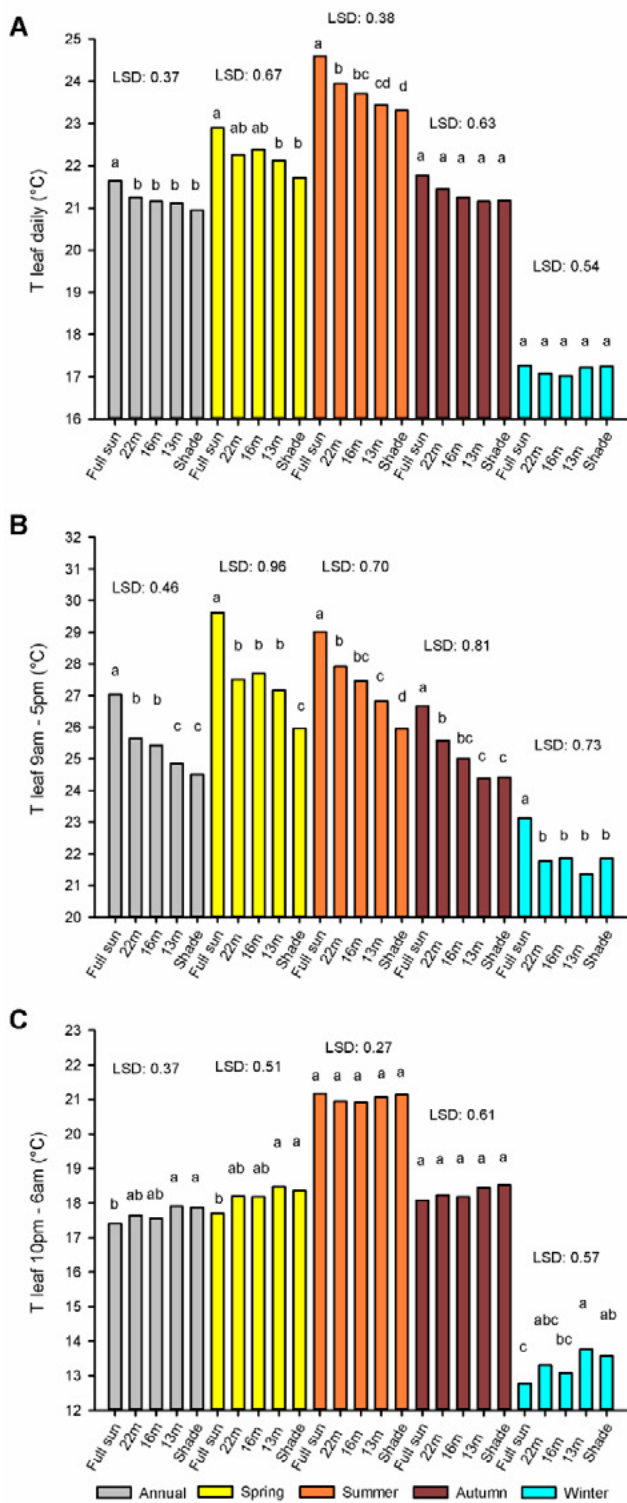 A
LSD: 0.38
LSD: 0.37
LSD: 0.67
LSD: 0.63
LSD: 0.54
a b b b b
a ab ab b b
a b bc cd d
a a a a a
a a a a a
T leaf daily (°C)
25
24
23
22
21
20
19
18
17
16
Full sun 22m 16m 13m Shade Full sun 22m 16m 13m Shade Full sun 22m 16m 13m Shade Full sun 22m 16m 13m Shade Full sun 22m 16m 13m Shade
B
LSD: 0.46
LSD: 0.96
LSD: 0.70
LSD: 0.81
LSD: 0.73
a b b c c
a b b b c
a b bc c d
a b bc c c
a b b b b
T leaf 9am - 5pm (°C)
32
31
30
29
28
27
26
25
24
23
22
21
20
Full sun 22m 16m 13m Shade Full sun 22m 16m 13m Shade Full sun 22m 16m 13m Shade Full sun 22m 16m 13m Shade Full sun 22m 16m 13m Shade
C
LSD: 0.37
LSD: 0.51
LSD: 0.27
LSD: 0.61
LSD: 0.57
b ab ab a a
b ab ab a a
a a a a a
a a a a a
c abc bc a ab
T leaf 10pm - 6am (°C)
23
22
21
20
19
18
17
16
15
14
13
12
Full sun 22m 16m 13m Shade Full sun 22m 16m 13m Shade Full sun 22m 16m 13m Shade Full sun 22m 16m 13m Shade Full sun 22m 16m 13m Shade
Annual Spring Summer Autumn Winter